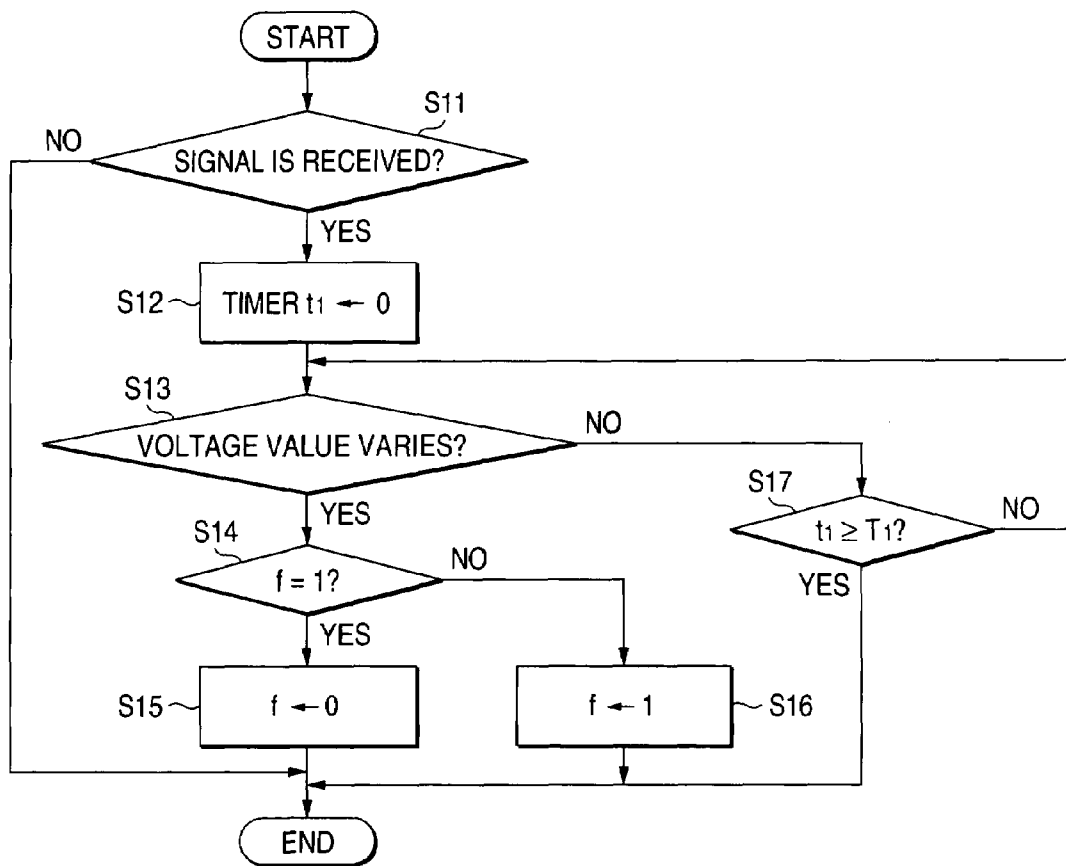 START
S11
NO
SIGNAL IS RECEIVED?
YES
S12
TIMER t1 ← 0
S13
VOLTAGE VALUE VARIES?
NO
YES
S17
t1 ≥ T1?
NO
YES
S14
f = 1?
NO
YES
S15
f ← 0
f ← 1
S16
END